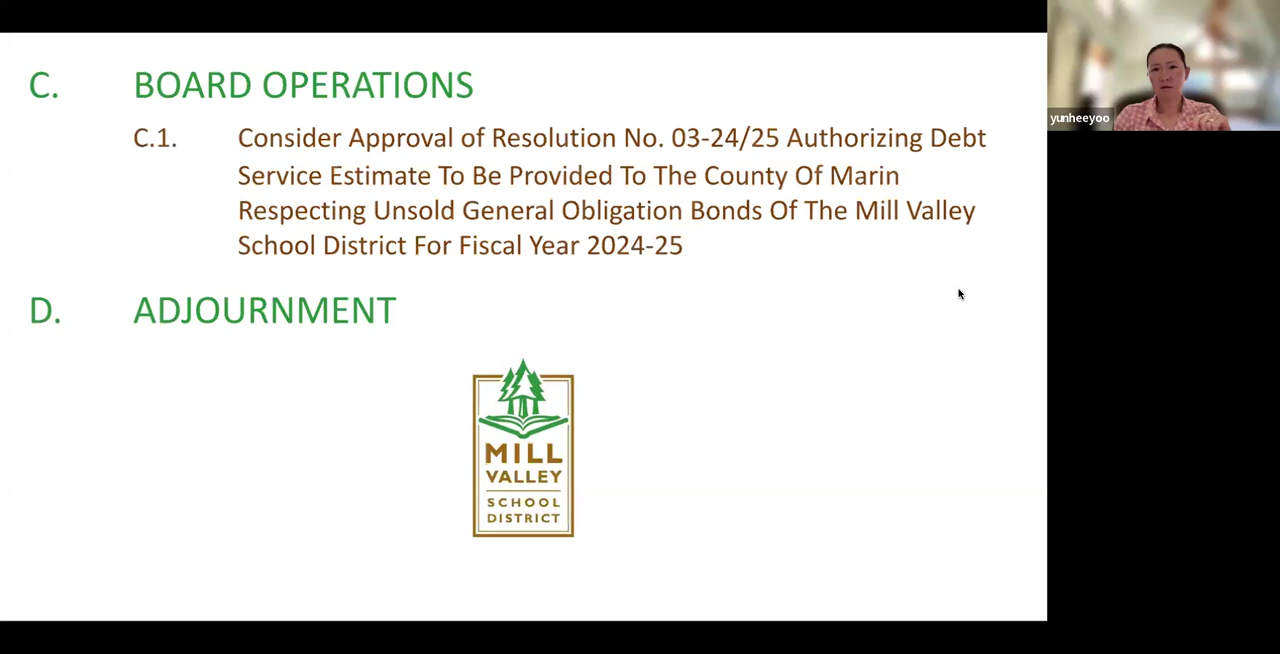 C. BOARD OPERATIONS
C.1. Consider Approval of Resolution No. 03-24/25 Authorizing Debt
Service Estimate To Be Provided To The County Of Marin
Respecting Unsold General Obligation Bonds Of The Mill Valley
School District For Fiscal Year 2024-25
D. ADJOURNMENT
MILL
VALLEY
SCHOOL
DISTRICT
yunheeyoo